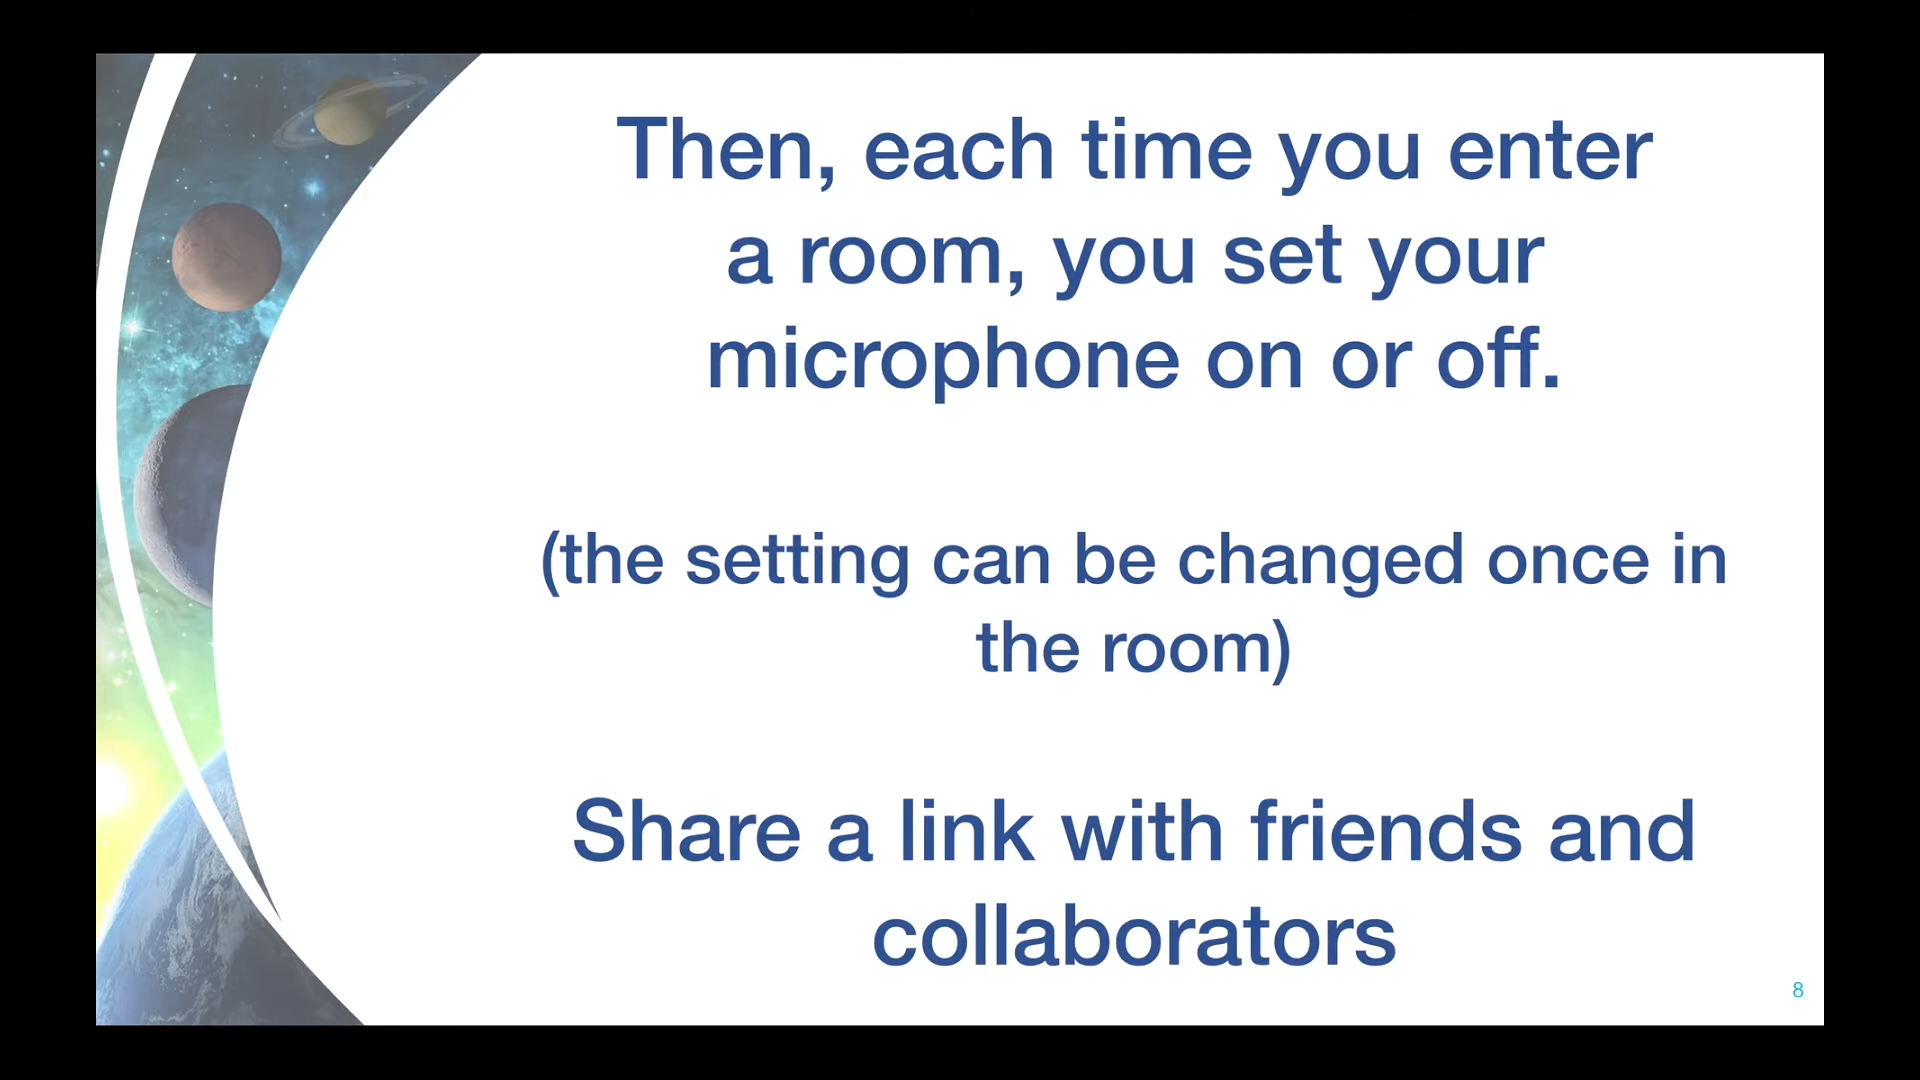 Then, each time you enter
a room, you set your
microphone on or off.
(the setting can be changed once in
the room)
Share a link with friends and
collaborators
8